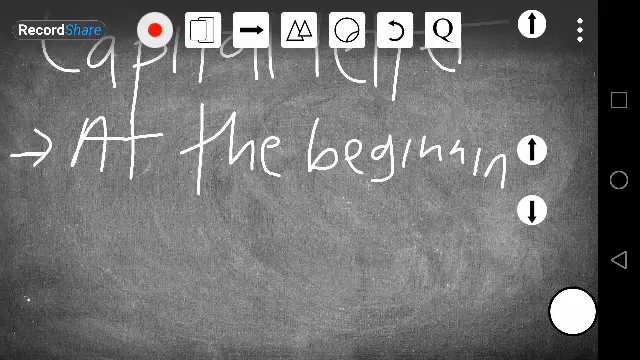 RecordShare
Q
Capital lette
→ At the beginnin